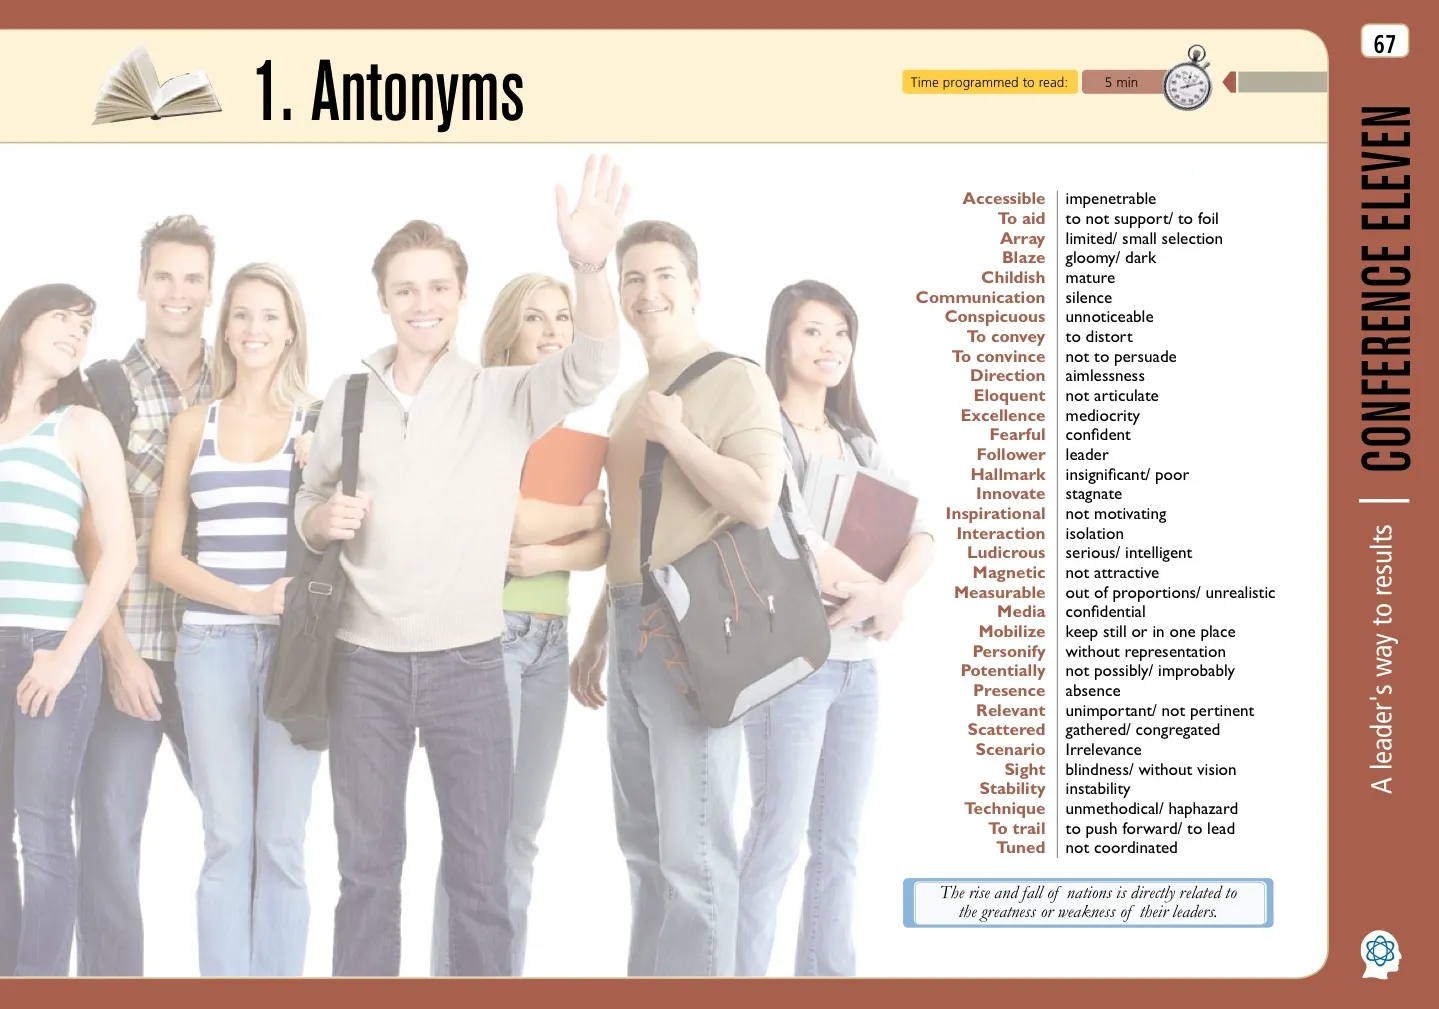 1. Antonyms
Time programmed to read:
5 min
67
CONFERENCE ELEVEN
A leader's way to results
Accessible impenetrable
To aid to not support/ to foil
Array limited/ small selection
Blaze gloomy/ dark
Childish mature
Communication silence
Conspicuous unnoticeable
To convey to distort
To convince not to persuade
Direction aimlessness
Eloquent not articulate
Excellence mediocrity
Fearful confident
Follower leader
Hallmark insignificant/ poor
Innovate stagnate
Inspirational not motivating
Interaction isolation
Ludicrous serious/ intelligent
Magnetic not attractive
Measurable out of proportions/ unrealistic
Media confidential
Mobilize keep still or in one place
Personify without representation
Potentially not possibly/ improbably
Presence absence
Relevant unimportant/ not pertinent
Scattered gathered/ congregated
Scenario Irrelevance
Sight blindness/ without vision
Stability instability
Technique unmethodical/ haphazard
To trail to push forward/ to lead
Tuned not coordinated
The rise and fall of nations is directly related to
the greatness or weakness of their leaders.